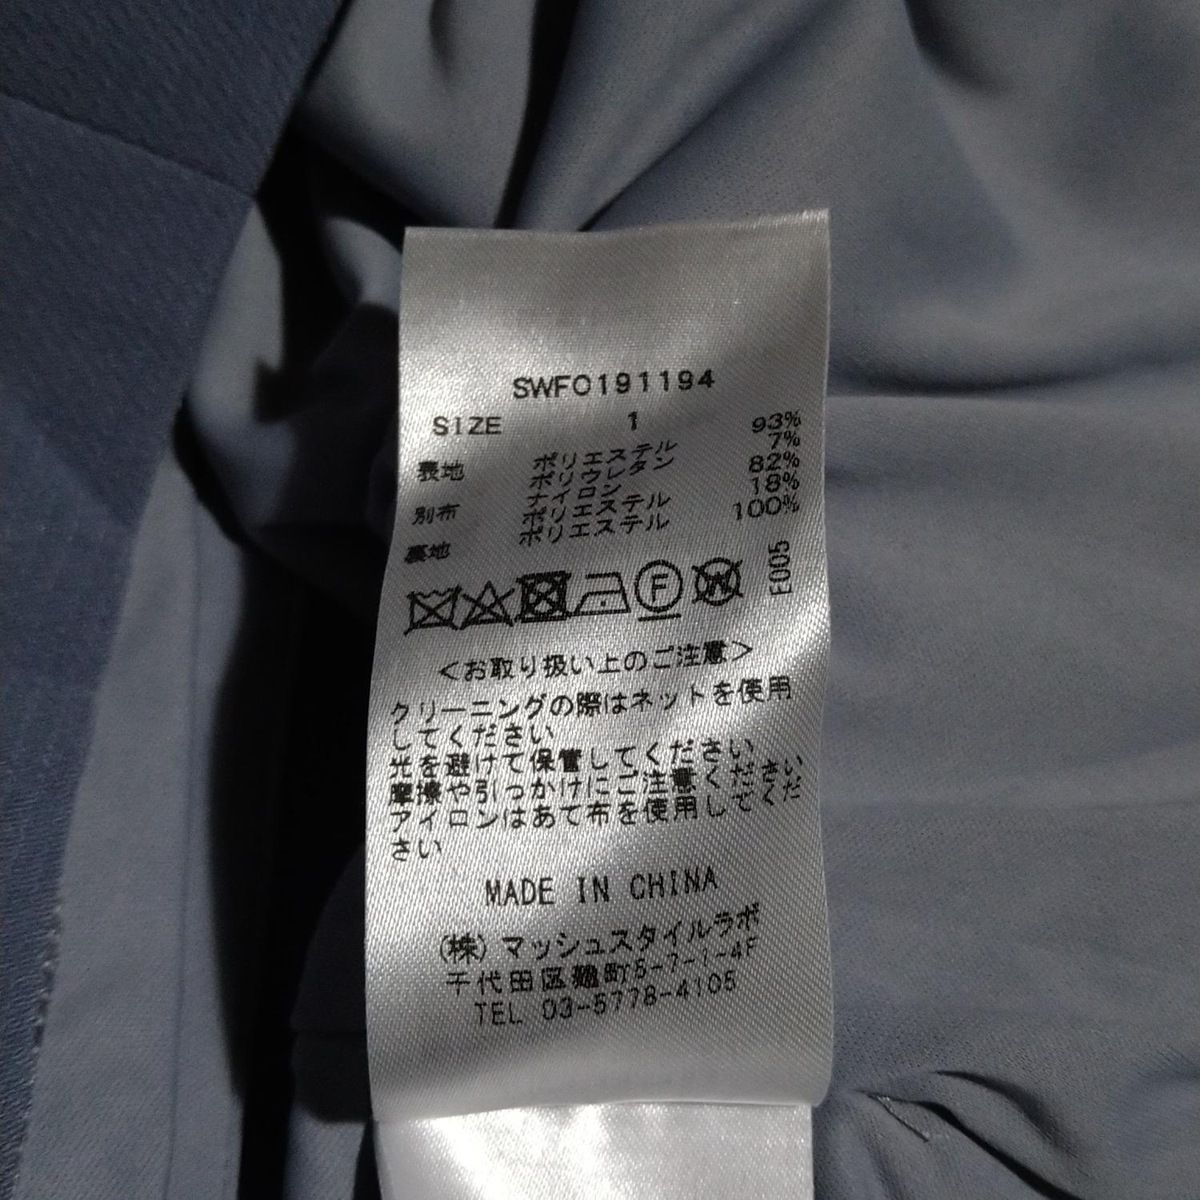 SWFO191194
SIZE 1
表地 ポリエステル 93%
ポリウレタン 7%
別布 ナイロン 82%
ポリエステル 18%
裏地 ポリエステル 100%
F W E005
<お取り扱い上のご注意>
クリーニングの際はネットを使用
してください
光を避けて保管してください
摩擦や引っかけにご注意ください
アイロンはあて布を使用してくだ
さい
MADE IN CHINA
(株)マッシュスタイルラボ
千代田区麹町5-7-1-4F
TEL 03-5778-4105